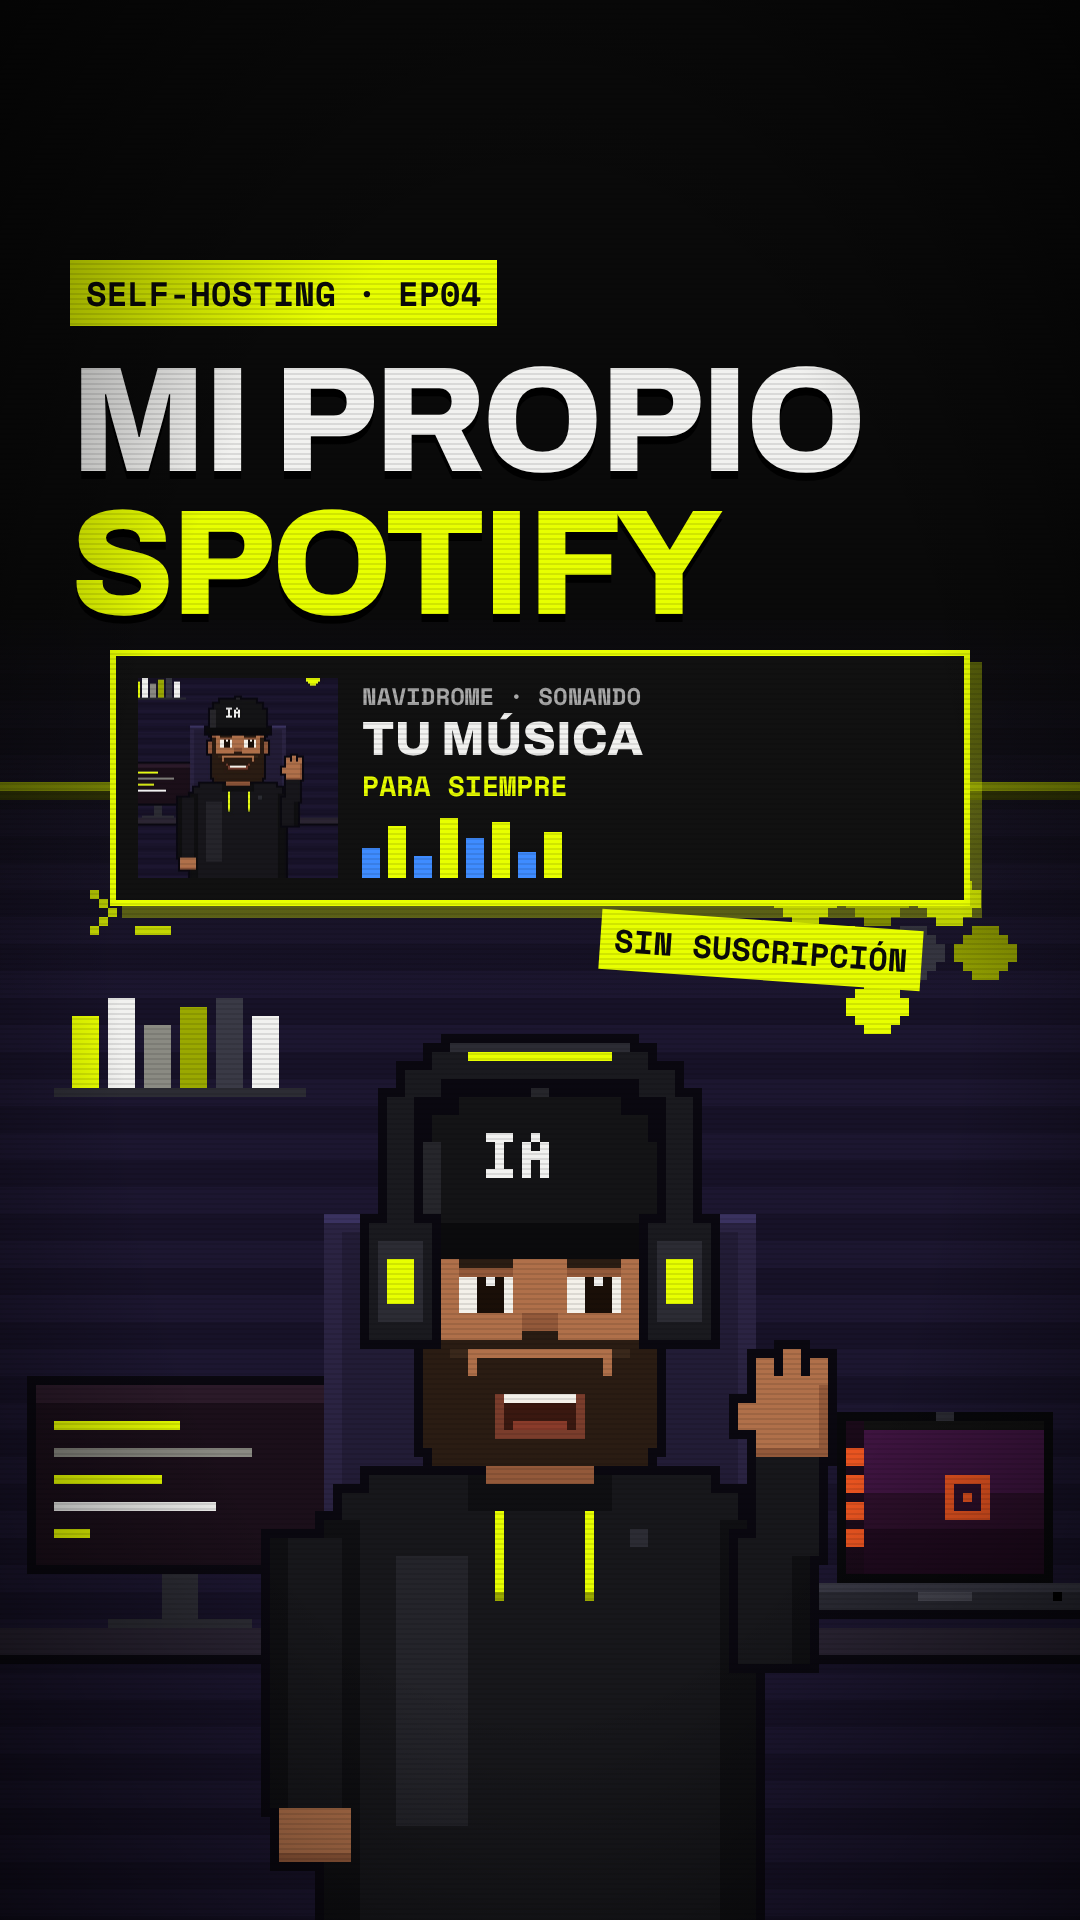 SELF-HOSTING · EP04
MI PROPIO
SPOTIFY
NAVIDROME · SONANDO
TU MÚSICA
PARA SIEMPRE
SIN SUSCRIPCIÓN
IA
IA